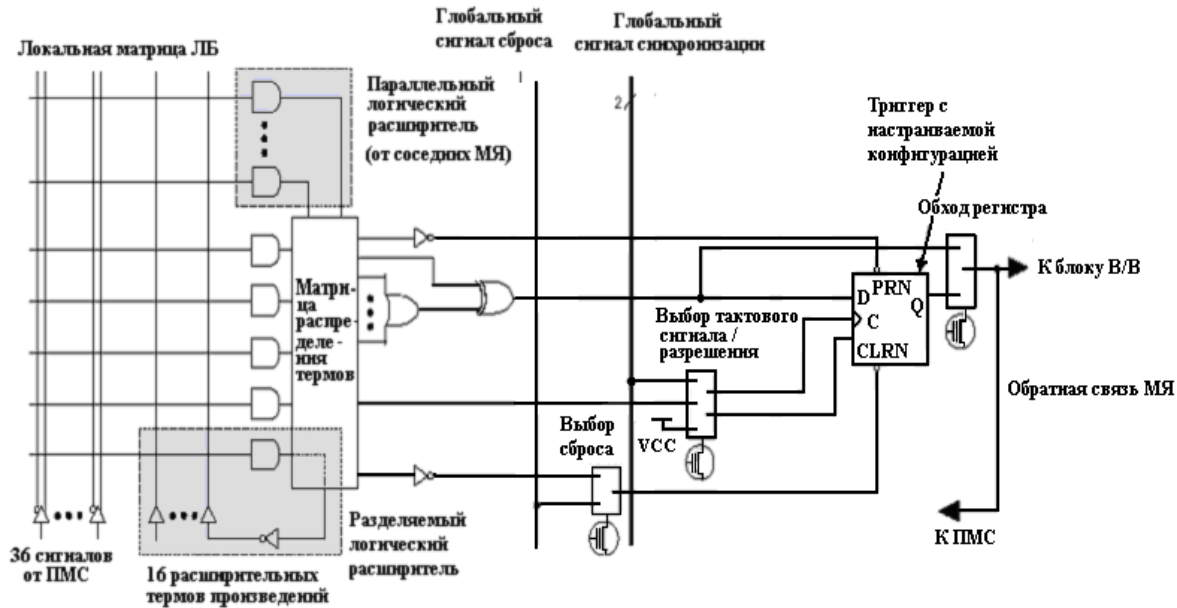 Глобальный
сигнал сброса
Глобальный
сигнал синхронизации
Локальная матрица ЛБ
Параллельный
логический
расширитель
(от соседних МЯ)
2
Триггер с
настраиваемой
конфигурацией
Обход регистра
Матри-
ца
распре-
деле -
ния
термов
К блоку В/В
D
PRN
Q
C
CLRN
Выбор тактового
сигнала /
разрешения
Обратная связь МЯ
Выбор
сброса
VCC
К ПМС
36 сигналов
от ПМС
16 расширительных
термов произведений
Разделяемый
логический
расширитель